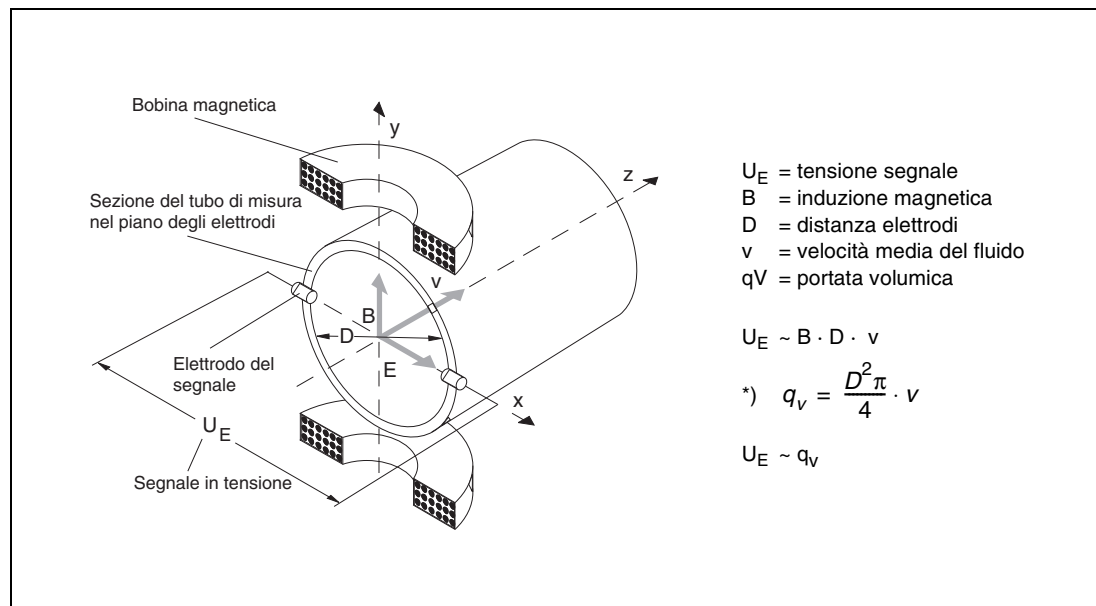 Bobina magnetica
Sezione del tubo di misura
nel piano degli elettrodi
y
z
v
B
D
E
x
Elettrodo del
segnale
U_E
Segnale in tensione
U_E = tensione segnale
B = induzione magnetica
D = distanza elettrodi
v = velocità media del fluido
qV = portata volumica
U_E ~ B · D · v
*) q_v = D²π/4 · v
U_E ~ q_v